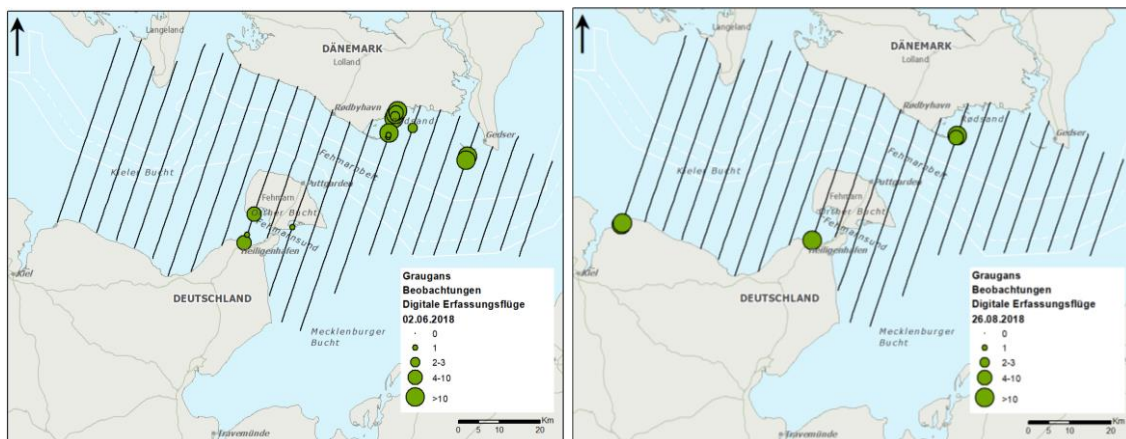 Langeland
DÄNEMARK
Lolland
Rødbyhavn
Rødsand
Gedser
Fehmarnbelt
Kieler Bucht
Puttgarden
Fehmarn
Bucht
Fehmarnsund
Heiligenhafen
Kiel
DEUTSCHLAND
Mecklenburger
Bucht
Travemünde
Graugans
Beobachtungen
Digitale Erfassungsflüge
02.06.2018
0
1
2-3
4-10
>10
Km
0 5 10 20
Langeland
DÄNEMARK
Lolland
Rødbyhavn
Rødsand
Gedser
Fehmarnbelt
Kieler Bucht
Puttgarden
Fehmarn
Bucht
Fehmarnsund
Heiligenhafen
Kiel
DEUTSCHLAND
Mecklenburger
Bucht
Travemünde
Graugans
Beobachtungen
Digitale Erfassungsflüge
26.08.2018
0
1
2-3
4-10
>10
Km
0 5 10 20